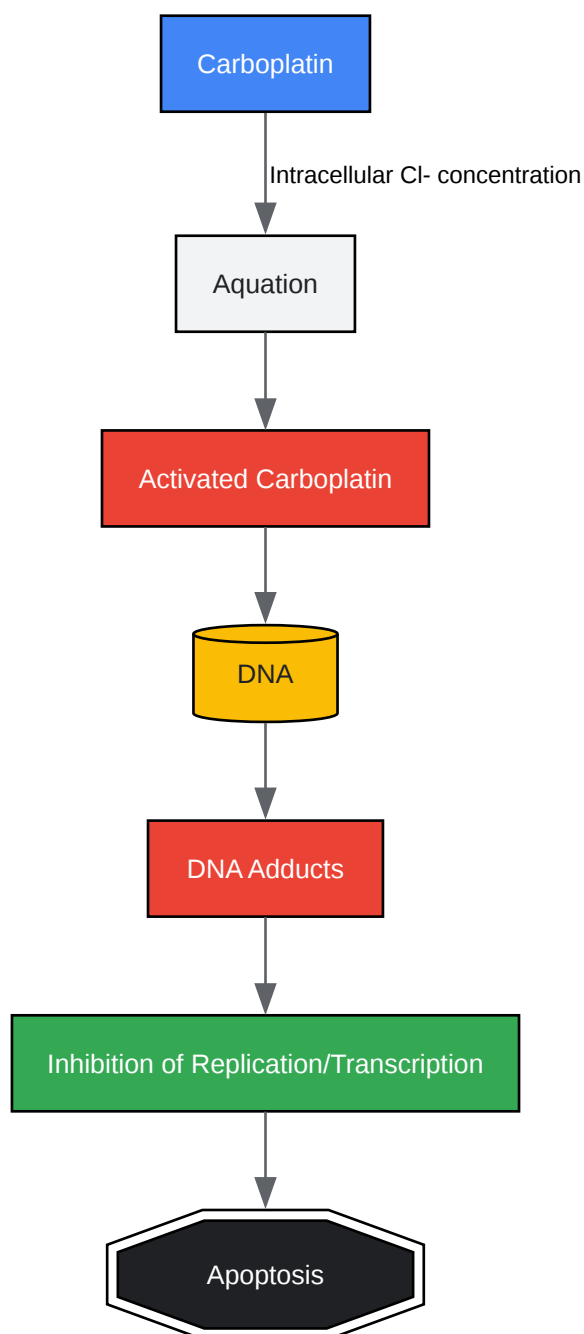 Carboplatin
Intracellular Cl- concentration
Aquation
Activated Carboplatin
DNA
DNA Adducts
Inhibition of Replication/Transcription
Apoptosis